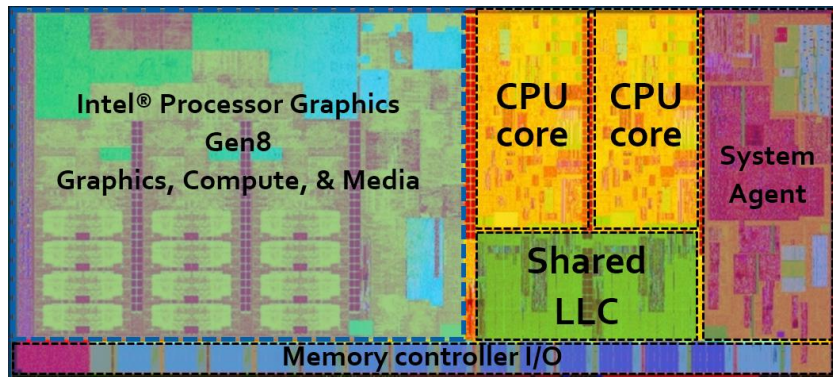 Intel® Processor Graphics
Gen8
Graphics, Compute, & Media
CPU
core
CPU
core
System
Agent
Shared
LLC
Memory controller I/O